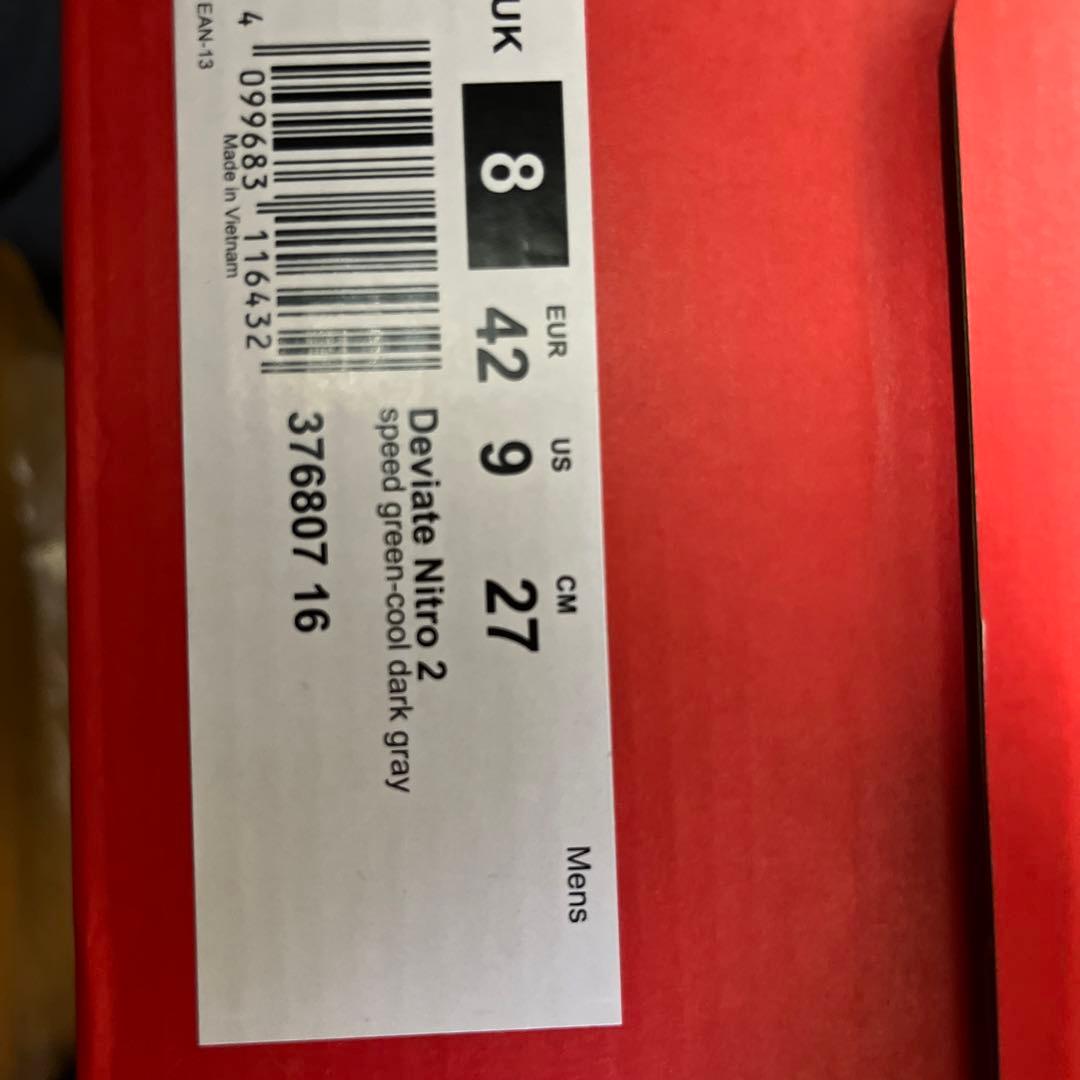 Mens
UK EUR US CM
8 42 9 27
Deviate Nitro 2
speed green-cool dark gray
376807 16
4 099683 116432
Made in Vietnam
EAN-13